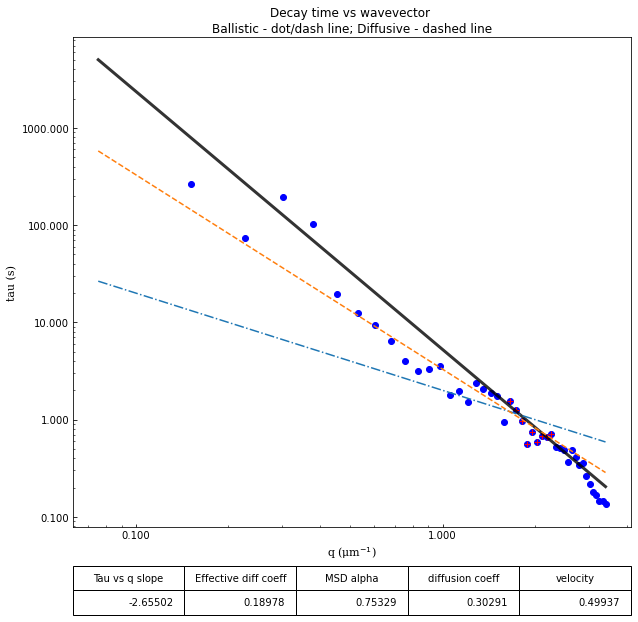 Decay time vs wavevector
Ballistic - dot/dash line; Diffusive - dashed line
tau (s)
1000.000
100.000
10.000
1.000
0.100
0.100 1.000
q (μm⁻¹)
Tau vs q slope Effective diff coeff MSD alpha diffusion coeff velocity
-2.65502 0.18978 0.75329 0.30291 0.49937